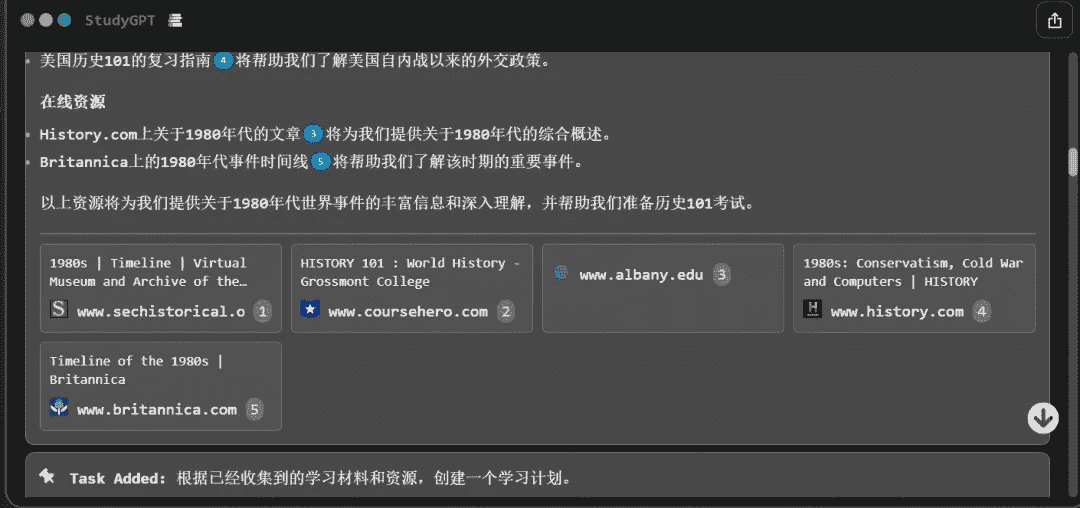 StudyGPT
美国历史101的复习指南 4 将帮助我们了解美国自内战以来的外交政策。
在线资源
History.com上关于1980年代的文章 3 将为我们提供关于1980年代的综合概述。
Britannica上的1980年代事件时间线 5 将帮助我们了解该时期的重要事件。
以上资源将为我们提供关于1980年代世界事件的丰富信息和深入理解，并帮助我们准备历史101考试。
1980s | Timeline | Virtual
Museum and Archive of the…
www.sechistorical.o 1
HISTORY 101 : World History -
Grossmont College
www.coursehero.com 2
www.albany.edu 3
1980s: Conservatism, Cold War
and Computers | HISTORY
H www.history.com 4
Timeline of the 1980s |
Britannica
www.britannica.com 5
Task Added: 根据已经收集到的学习材料和资源，创建一个学习计划。